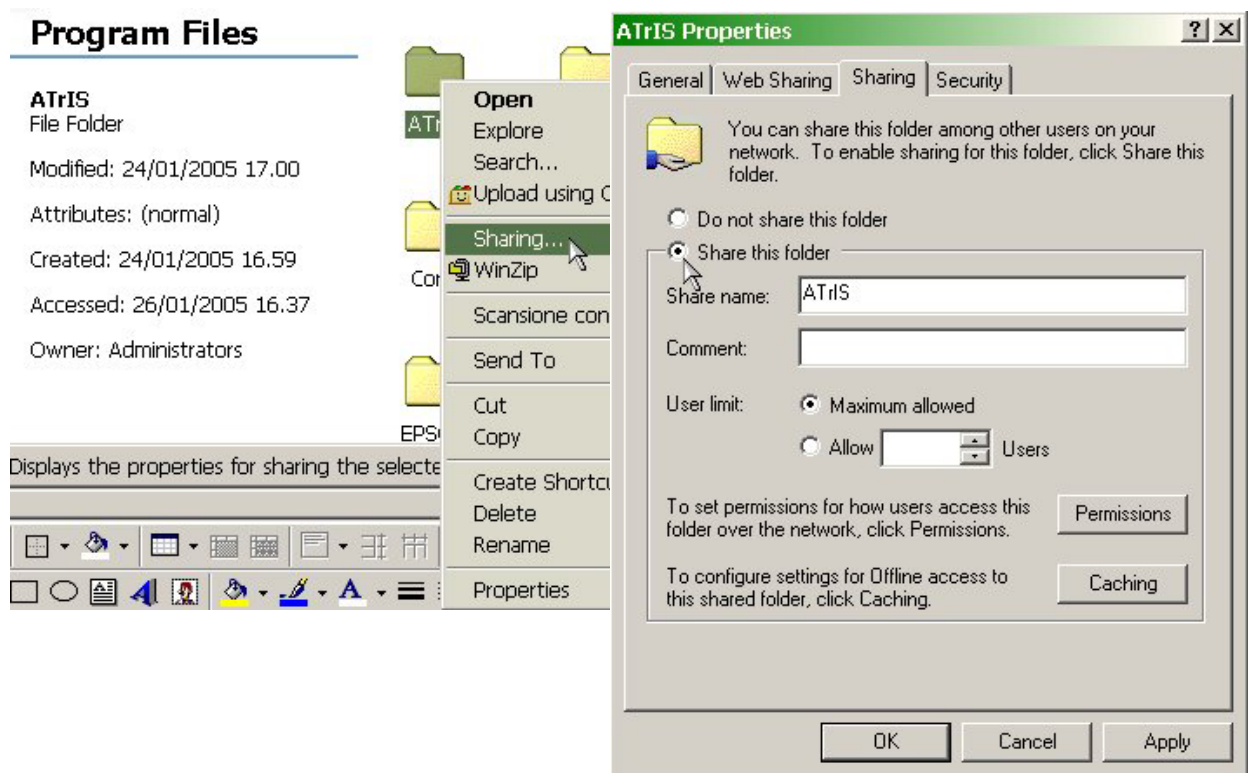 Program Files
ATrIS
File Folder
Modified: 24/01/2005 17.00
Attributes: (normal)
Created: 24/01/2005 16.59
Accessed: 26/01/2005 16.37
Owner: Administrators
Displays the properties for sharing the selecte
ATr
Cor
EPS
Open
Explore
Search...
Upload using
Sharing...
WinZip
Scansione con
Send To
Cut
Copy
Create Shortcu
Delete
Rename
Properties
ATrIS Properties
General
Web Sharing
Sharing
Security
You can share this folder among other users on your
network. To enable sharing for this folder, click Share this
folder.
Do not share this folder
Share this folder
Share name: ATrIS
Comment:
User limit: Maximum allowed
Allow Users
To set permissions for how users access this
folder over the network, click Permissions.
Permissions
To configure settings for Offline access to
this shared folder, click Caching.
Caching
OK
Cancel
Apply